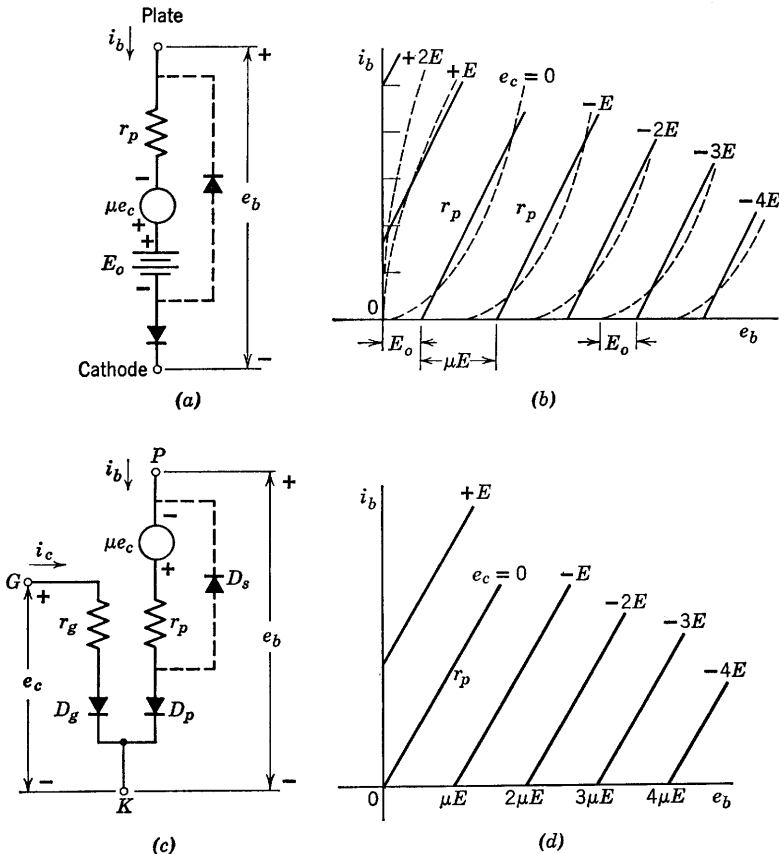 Plate
i_b
+
r_p
−
μe_c
+
+
E_o
−
e_b
Cathode
−
(a)
i_b
+2E
+E
e_c = 0
−E
−2E
−3E
−4E
r_p
r_p
0
E_o
μE
E_o
e_b
(b)
P
i_b
+
−
μe_c
+
i_c
G
+
D_s
r_g
r_p
e_c
e_b
D_g
D_p
−
−
K
(c)
i_b
+E
e_c = 0
−E
−2E
−3E
−4E
r_p
0
μE
2μE
3μE
4μE
e_b
(d)